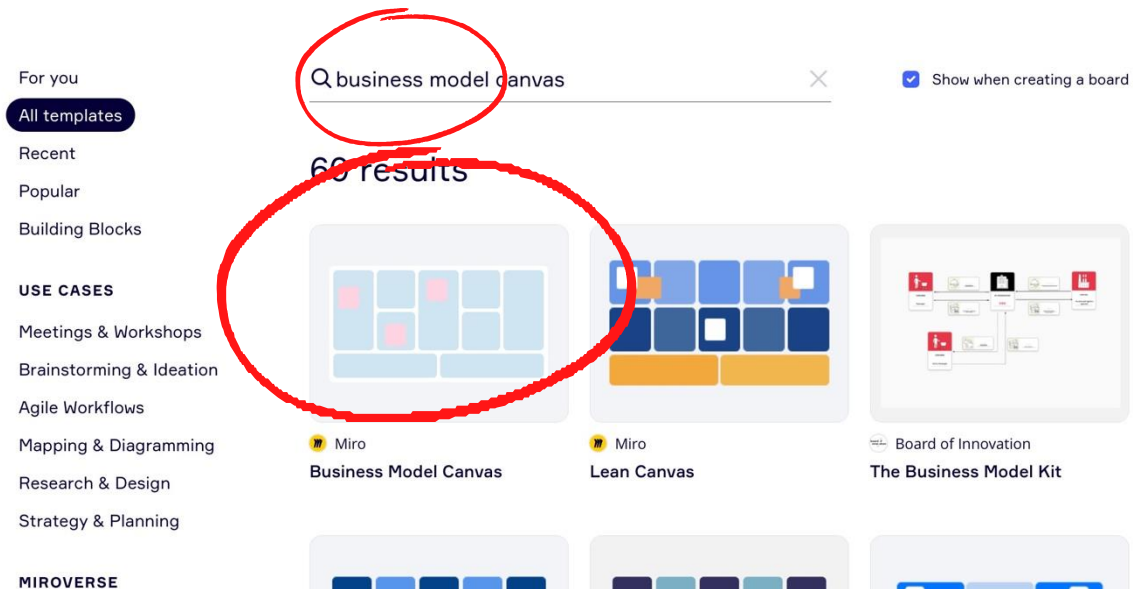 For you
All templates
Recent
Popular
Building Blocks
USE CASES
Meetings & Workshops
Brainstorming & Ideation
Agile Workflows
Mapping & Diagramming
Research & Design
Strategy & Planning
MIROVERSE
business model canvas
Show when creating a board
60 results
Miro
Business Model Canvas
Miro
Lean Canvas
Board of Innovation
The Business Model Kit